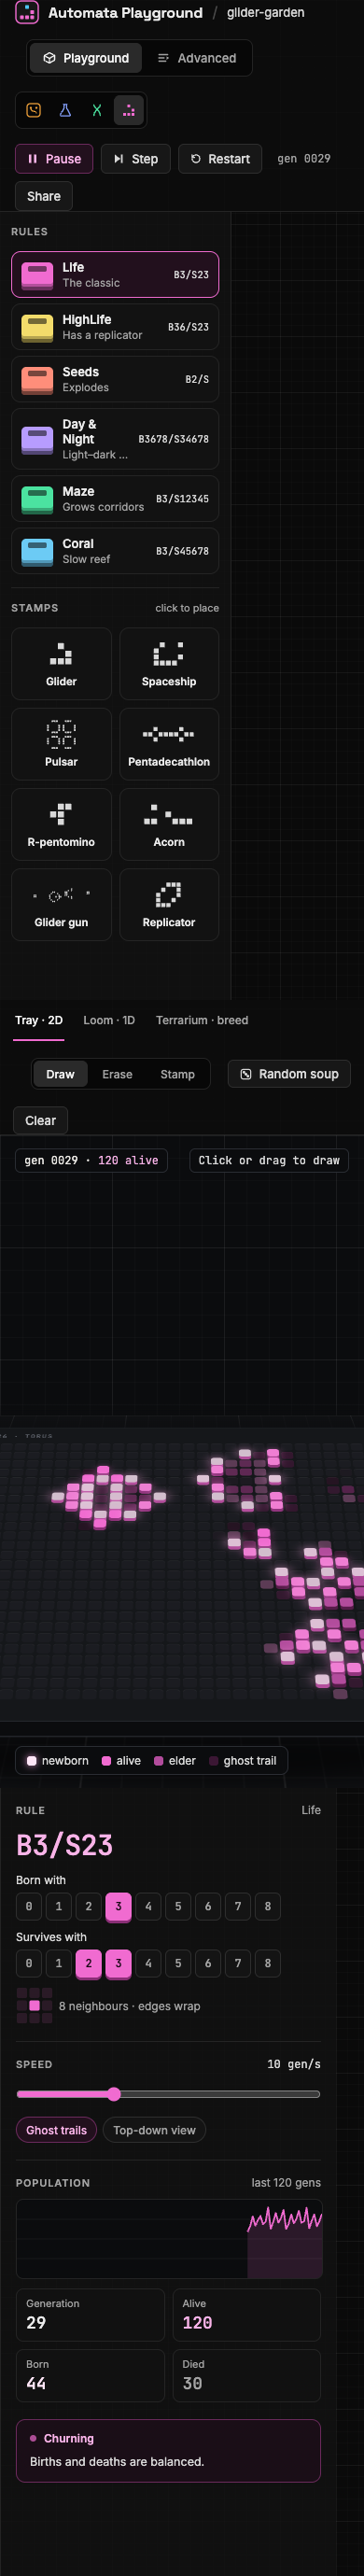 Automata Playground / glider-garden
Playground Advanced
Pause Step Restart gen 0029
Share
RULES
Life
The classic
B3/S23
HighLife
Has a replicator
B36/S23
Seeds
Explodes
B2/S
Day &
Night
Light–dark ...
B3678/S34678
Maze
Grows corridors
B3/S12345
Coral
Slow reef
B3/S45678
STAMPS click to place
Glider Spaceship
Pulsar Pentadecathlon
R-pentomino Acorn
Glider gun Replicator
Tray · 2D Loom · 1D Terrarium · breed
Draw Erase Stamp Random soup
Clear
gen 0029 · 120 alive Click or drag to draw
· TORUS
newborn alive elder ghost trail
RULE Life
B3/S23
Born with
0 1 2 3 4 5 6 7 8
Survives with
0 1 2 3 4 5 6 7 8
8 neighbours · edges wrap
SPEED 10 gen/s
Ghost trails Top-down view
POPULATION last 120 gens
Generation
29
Alive
120
Born
44
Died
30
Churning
Births and deaths are balanced.